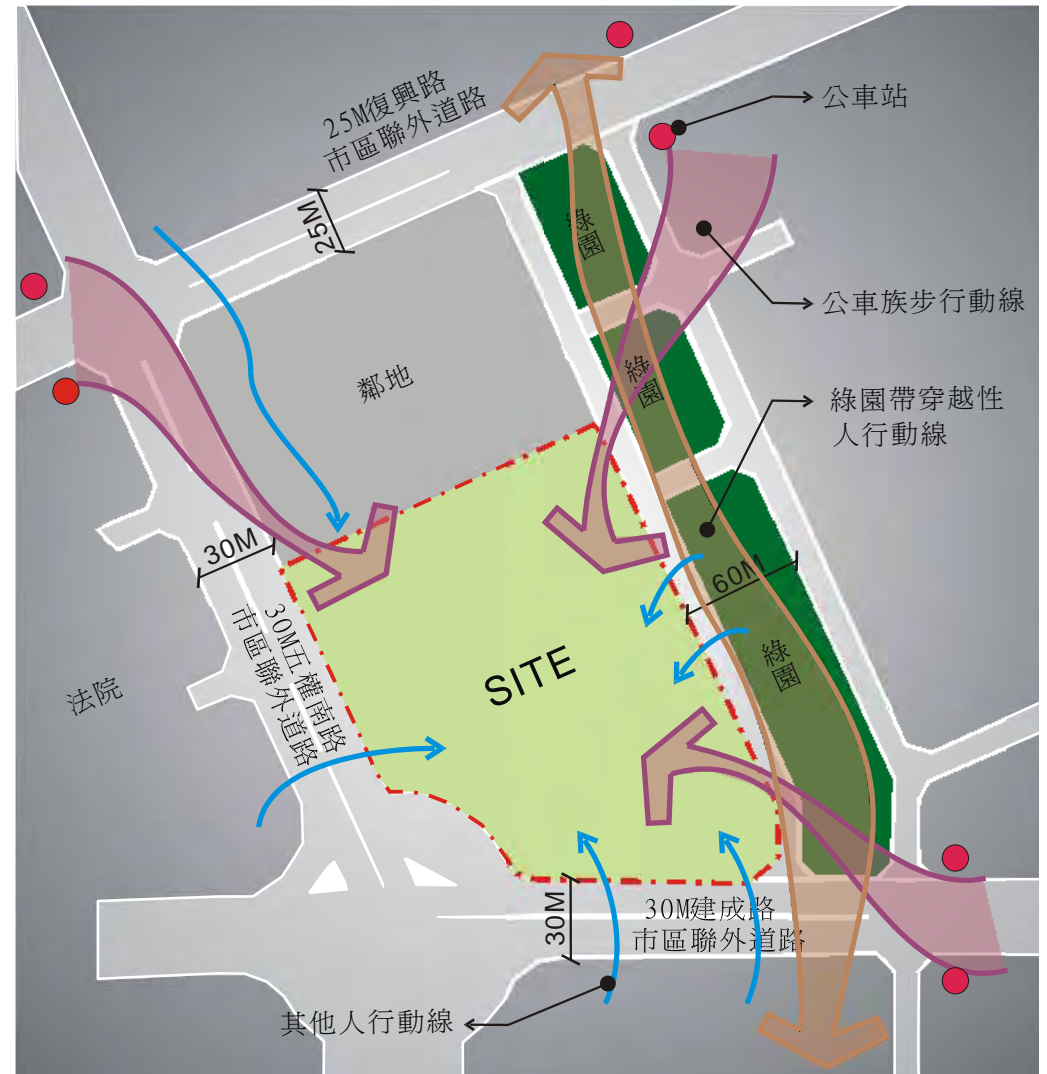 25M復興路
市區聯外道路
25M
公車站
綠園
公車族步行動線
鄰地
綠園
綠園帶穿越性
人行動線
30M
60M
30M五權南路
市區聯外道路
法院
SITE
綠園
30M
30M建成路
市區聯外道路
其他人行動線